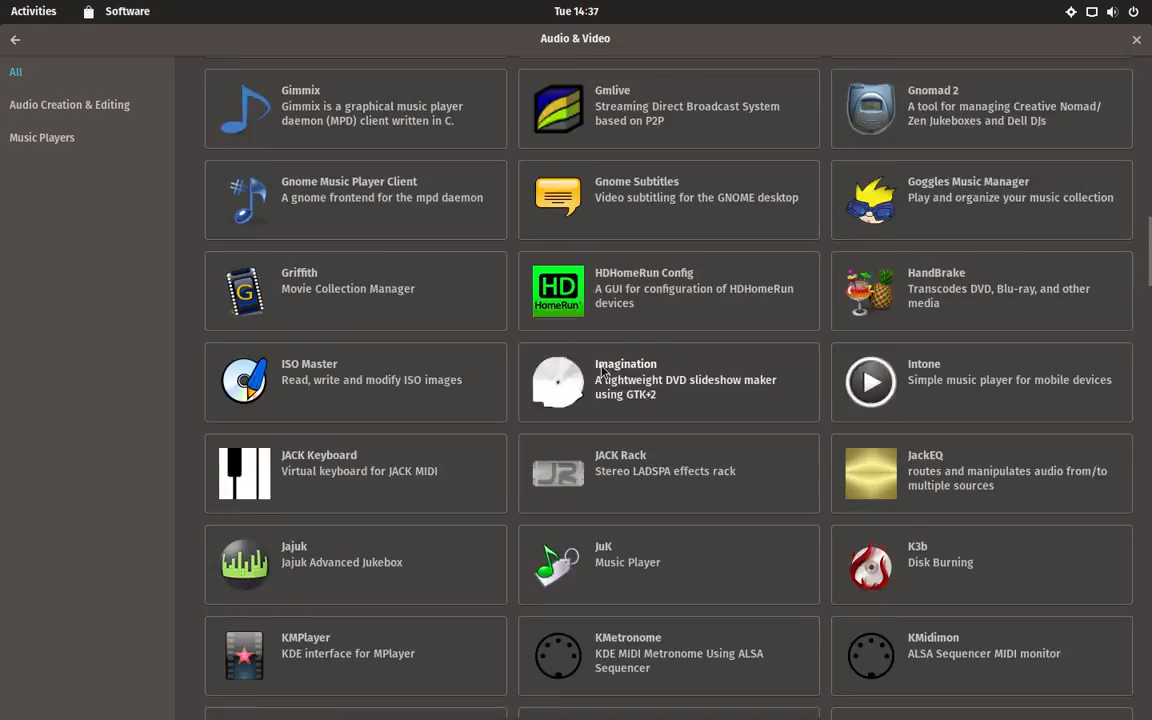 Activities
Software
Tue 14:37
Audio & Video
All
Audio Creation & Editing
Music Players
Gimmix
Gimmix is a graphical music player
daemon (MPD) client written in C.
Gmlive
Streaming Direct Broadcast System
based on P2P
Gnomad 2
A tool for managing Creative Nomad/
Zen Jukeboxes and Dell DJs
Gnome Music Player Client
A gnome frontend for the mpd daemon
Gnome Subtitles
Video subtitling for the GNOME desktop
Goggles Music Manager
Play and organize your music collection
G
Griffith
Movie Collection Manager
HD
HomeRun
HDHomeRun Config
A GUI for configuration of HDHomeRun
devices
HandBrake
Transcodes DVD, Blu-ray, and other
media
ISO Master
Read, write and modify ISO images
Imagination
A lightweight DVD slideshow maker
using GTK+2
Intone
Simple music player for mobile devices
JACK Keyboard
Virtual keyboard for JACK MIDI
JR
JACK Rack
Stereo LADSPA effects rack
JackEQ
routes and manipulates audio from/to
multiple sources
Jajuk
Jajuk Advanced Jukebox
JuK
Music Player
K3b
Disk Burning
KMPlayer
KDE interface for MPlayer
KMetronome
KDE MIDI Metronome Using ALSA
Sequencer
KMidimon
ALSA Sequencer MIDI monitor